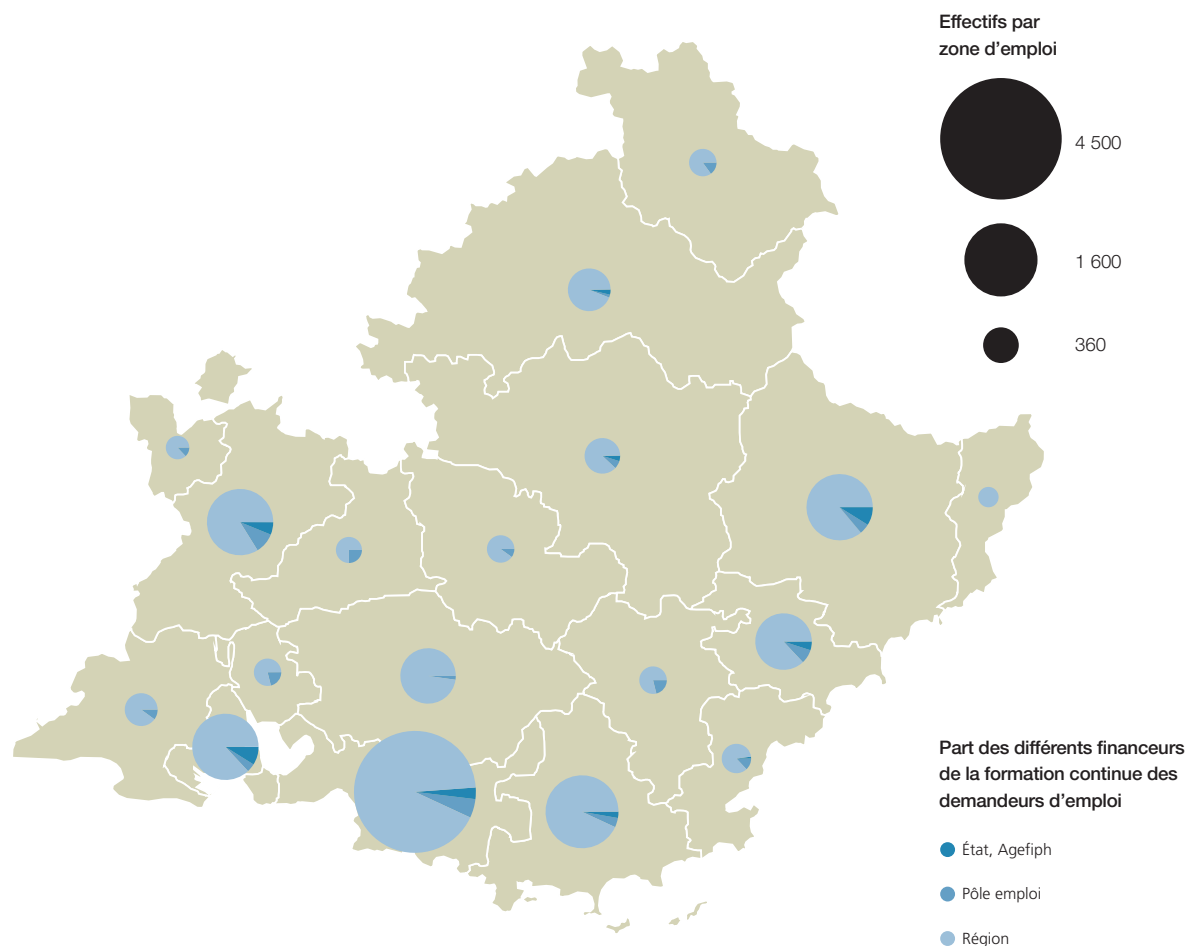 Effectifs par
zone d’emploi
4 500
1 600
360
Part des différents financeurs
de la formation continue des
demandeurs d’emploi
État, Agefiph
Pôle emploi
Région